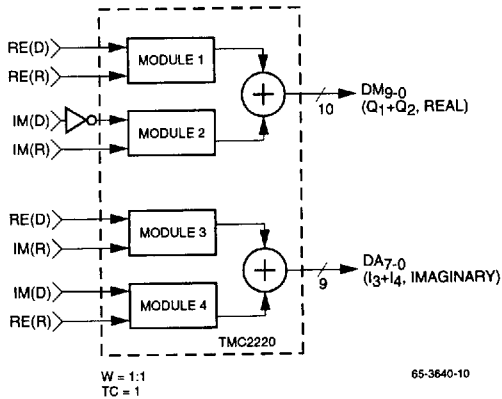 RE(D)
RE(R)
MODULE 1
IM(D)
IM(R)
MODULE 2
+
10
DM9-0
(Q1+Q2, REAL)
RE(D)
IM(R)
MODULE 3
IM(D)
RE(R)
MODULE 4
+
9
DA7-0
(I3+I4, IMAGINARY)
TMC2220
W = 1:1
TC = 1
65-3640-10